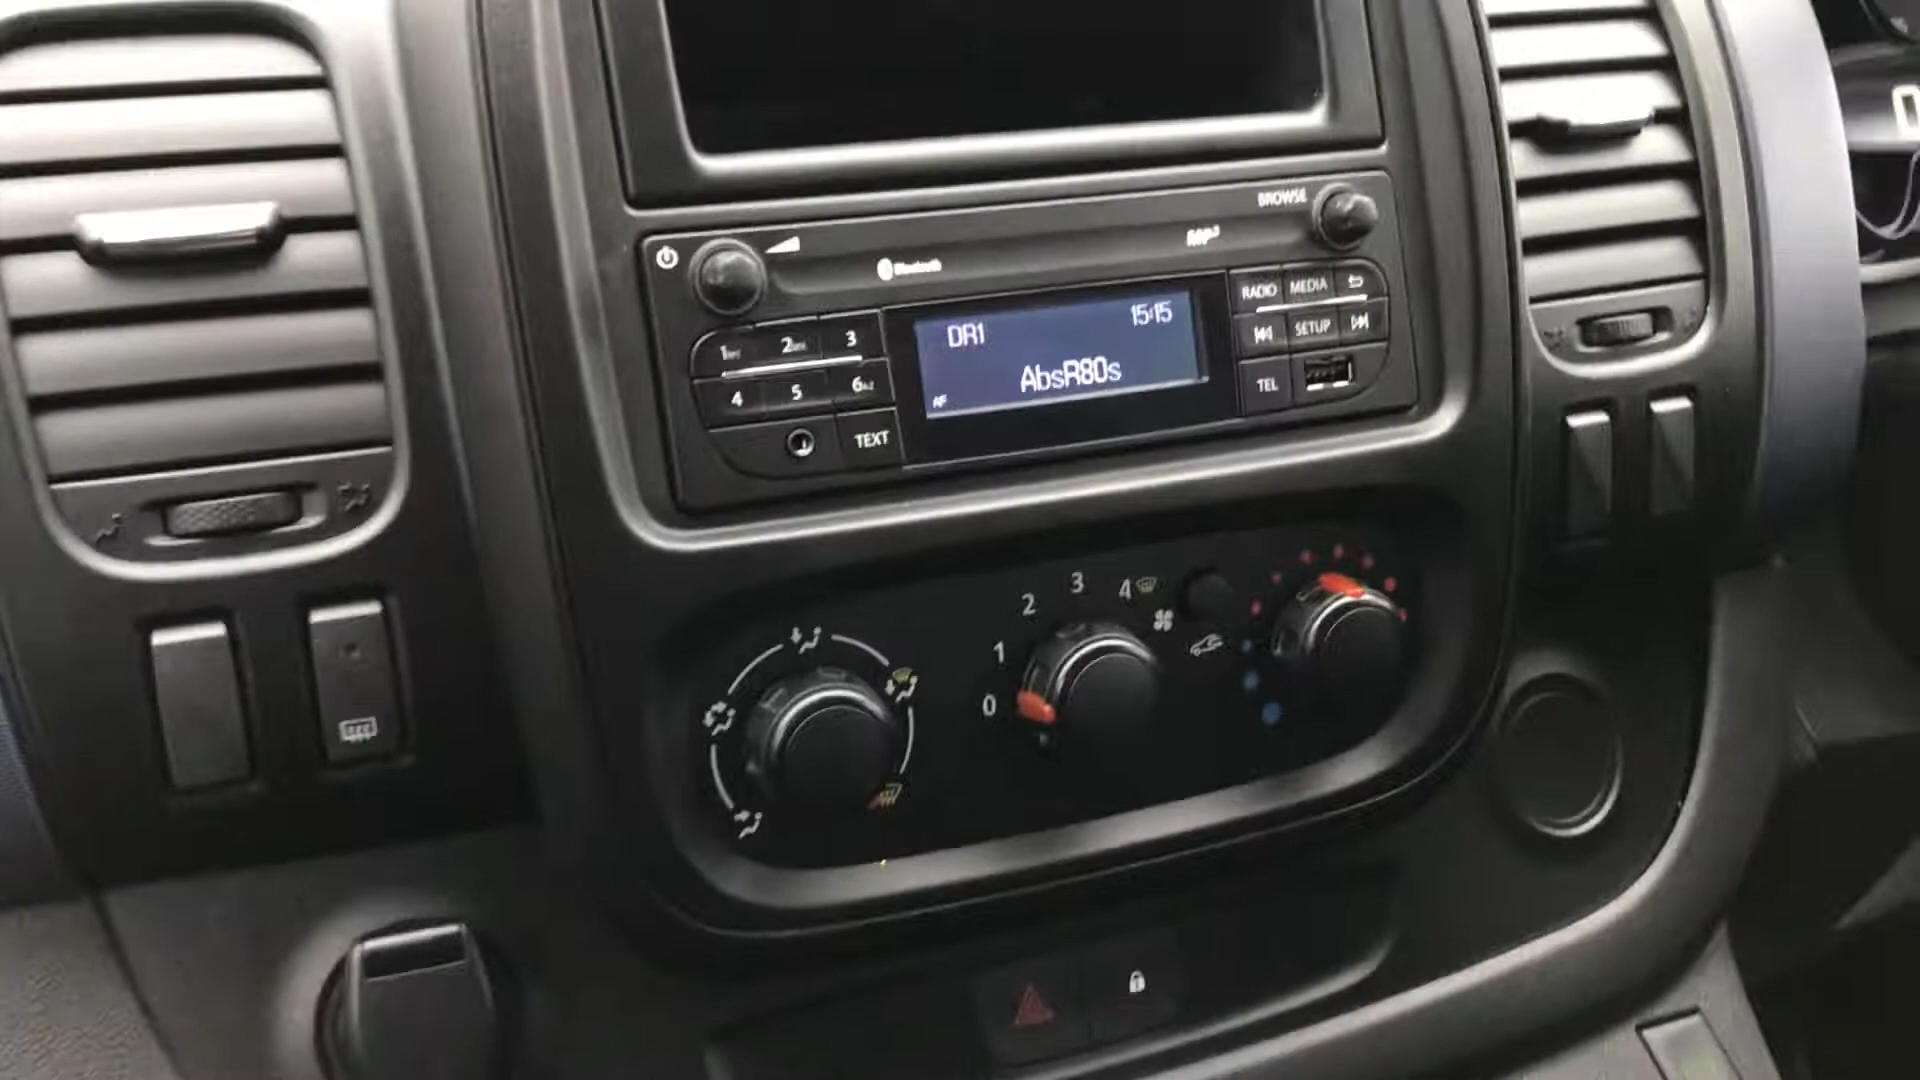 BROWSE
Bluetooth
MP3
RADIO
MEDIA
DR1
15:15
1
2
3
SETUP
AbsR80s
4
5
6
TEL
AF
TEXT
3
4
2
1
0